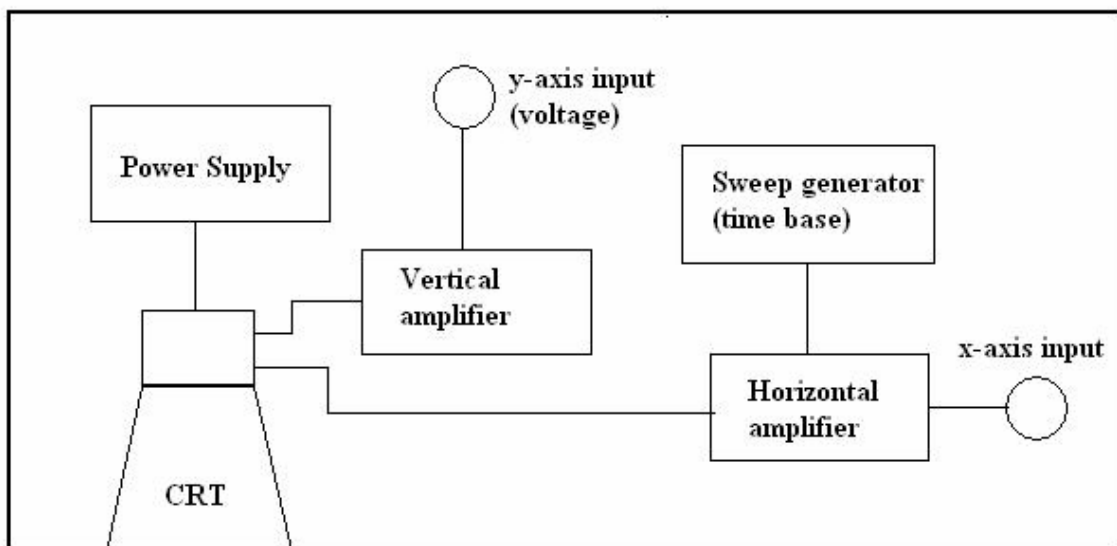 y-axis input
(voltage)
Power Supply
Sweep generator
(time base)
Vertical
amplifier
x-axis input
Horizontal
amplifier
CRT